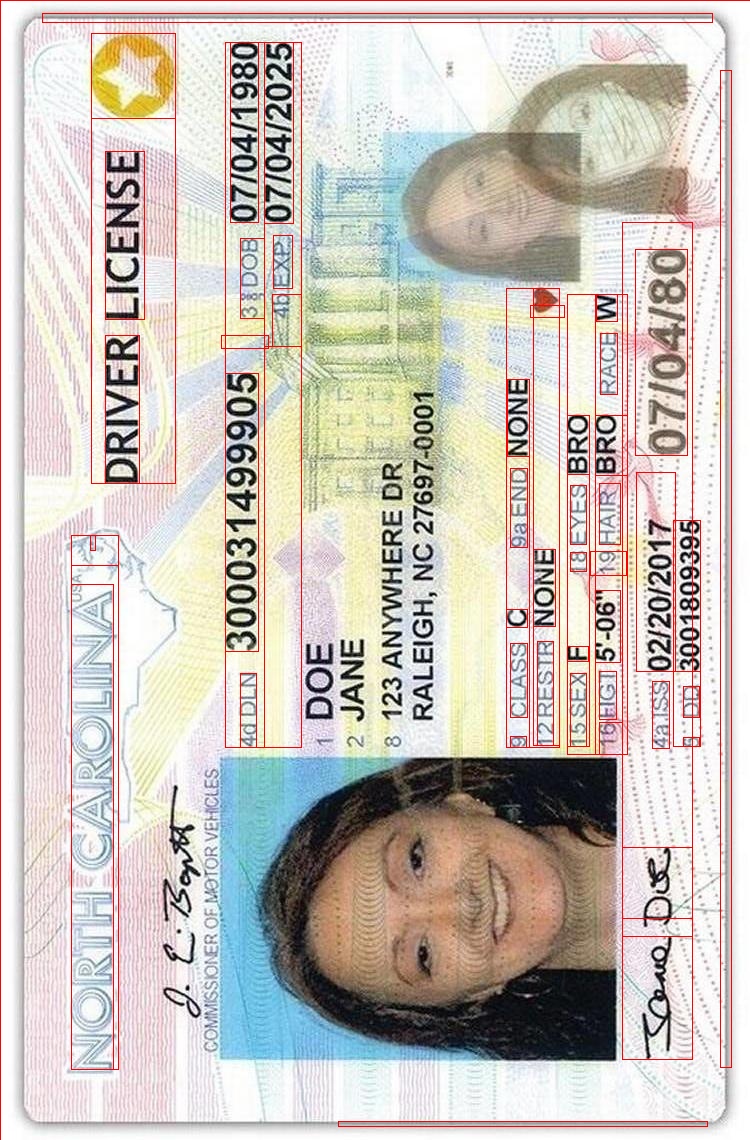 NORTH CAROLINA USA
DRIVER LICENSE
4d DLN 300031499905
3 DOB 07/04/1980
4b EXP 07/04/2025
1 DOE
2 JANE
8 123 ANYWHERE DR
RALEIGH, NC 27697-0001
9 CLASS C 9a END NONE
12 RESTR NONE
15 SEX F 18 EYES BRO
16 HGT 5'-06" 19 HAIR BRO RACE W
4a ISS 02/20/2017
5 DD 3001809395
07/04/80
COMMISSIONER OF MOTOR VEHICLES
Jane Doe